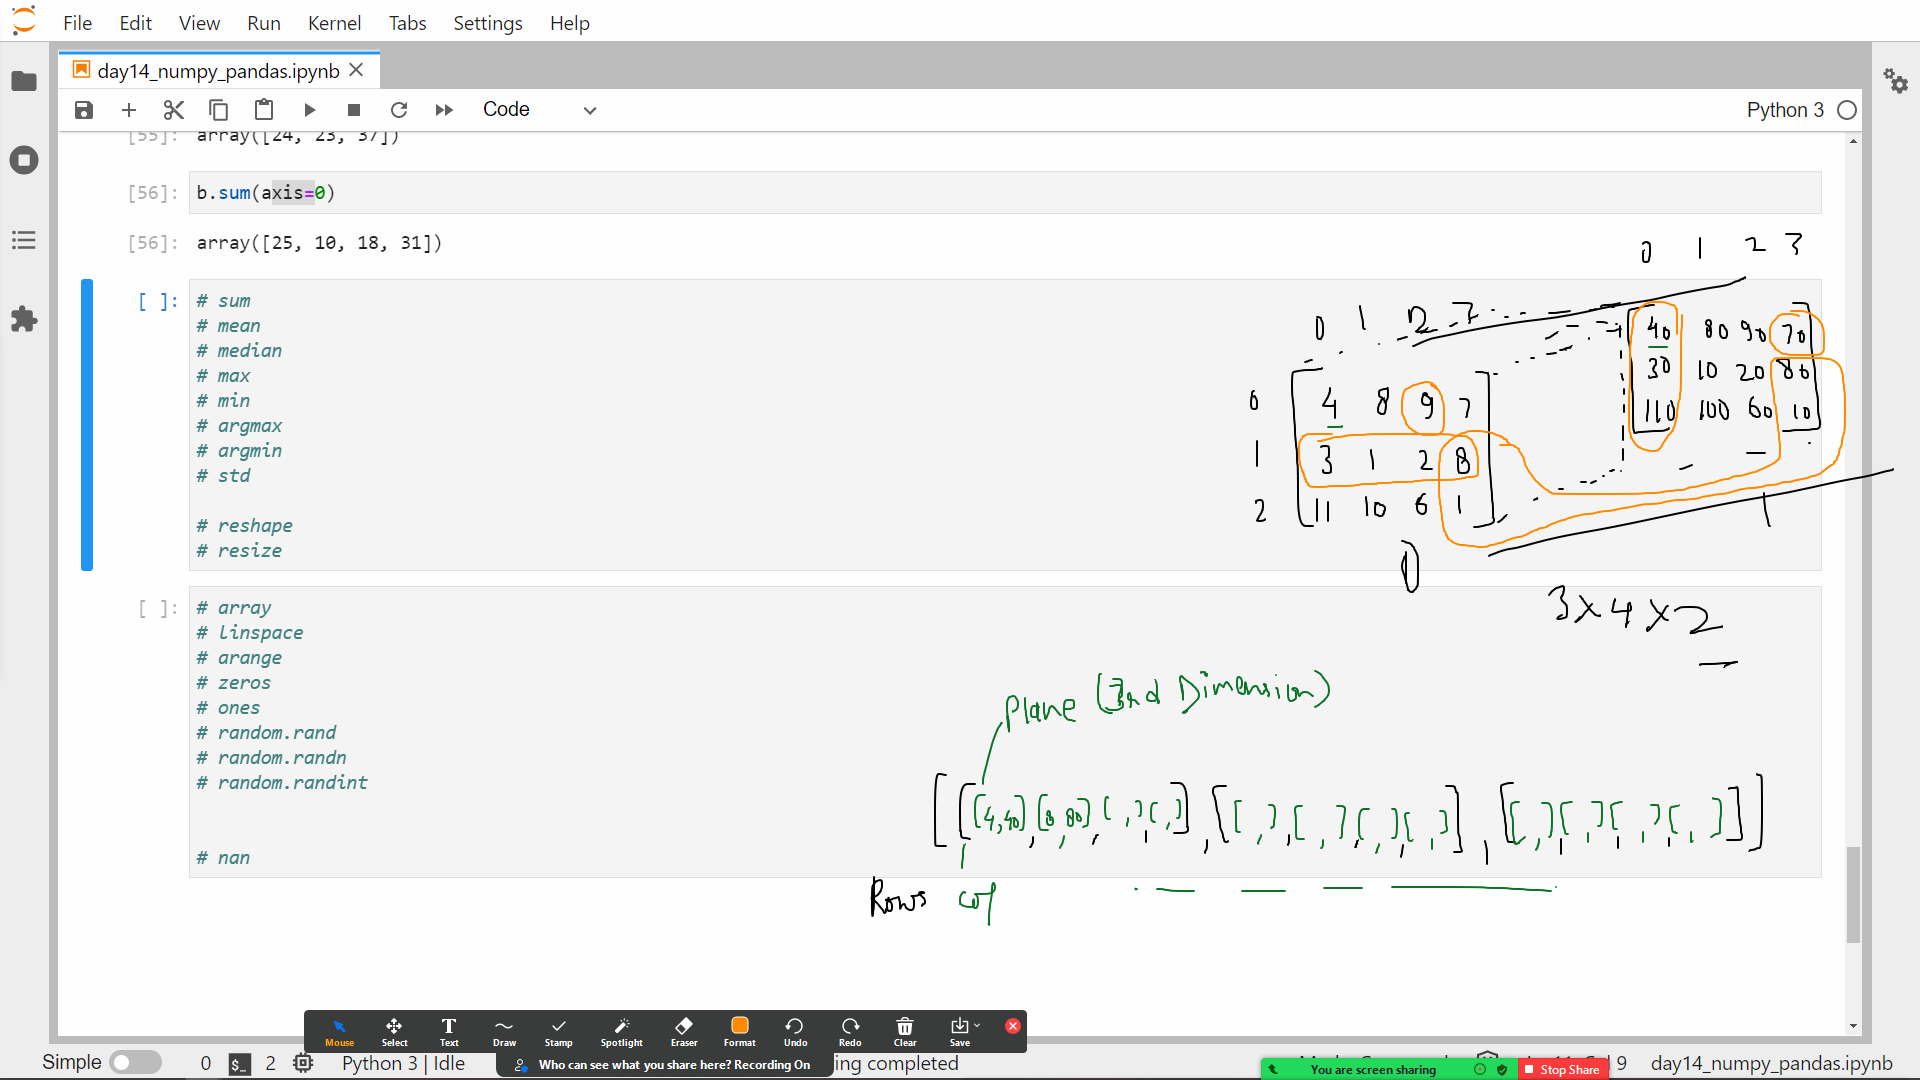 File Edit View Run Kernel Tabs Settings Help
day14_numpy_pandas.ipynb
Code
Python 3
[55]: array([24, 23, 37])
[56]: b.sum(axis=0)
[56]: array([25, 10, 18, 31])
[ ]: # sum
# mean
# median
# max
# min
# argmax
# argmin
# std
# reshape
# resize
[ ]: # array
# linspace
# arange
# zeros
# ones
# random.rand
# random.randn
# random.randint
# nan
0 1 2 3
40 80 90 70
30 10 20 80
110 100 60 10
1
0 1 2 3
0 4 8 9 7
1 3 1 2 8
2 11 10 6 1
0
3x4x2
Plane (3rd Dimension)
[[[4,40][8,80][ , ][ , ]],[[ , ],[ , ][ , ][ , ]],[[ , ][ , ][ , ][ , ]]]
Rows col
Mouse Select Text Draw Stamp Spotlight Eraser Format Undo Redo Clear Save
Simple 0 $_ 2 Python 3 | Idle
Who can see what you share here? Recording On
ing completed
You are screen sharing
Stop Share
Col 9
day14_numpy_pandas.ipynb